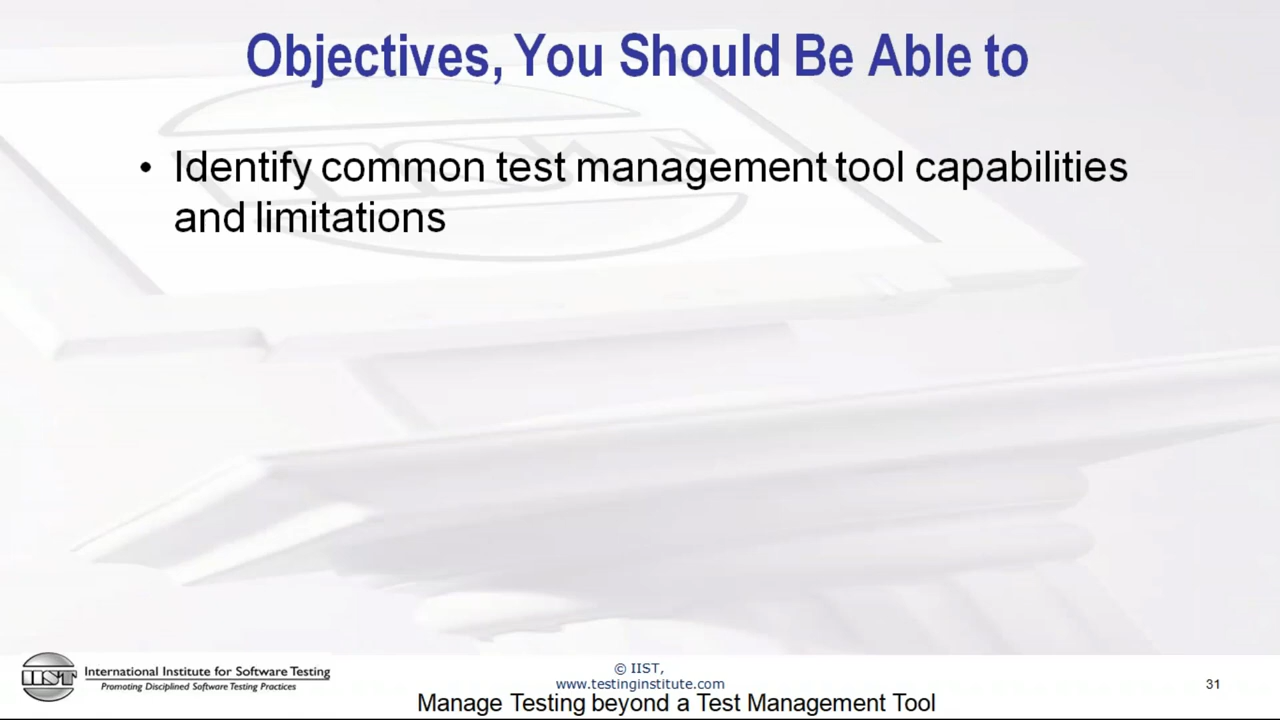 Objectives, You Should Be Able to
• Identify common test management tool capabilities
and limitations
IIST
International Institute for Software Testing
Promoting Disciplined Software Testing Practices
© IIST,
www.testinginstitute.com
31
Manage Testing beyond a Test Management Tool